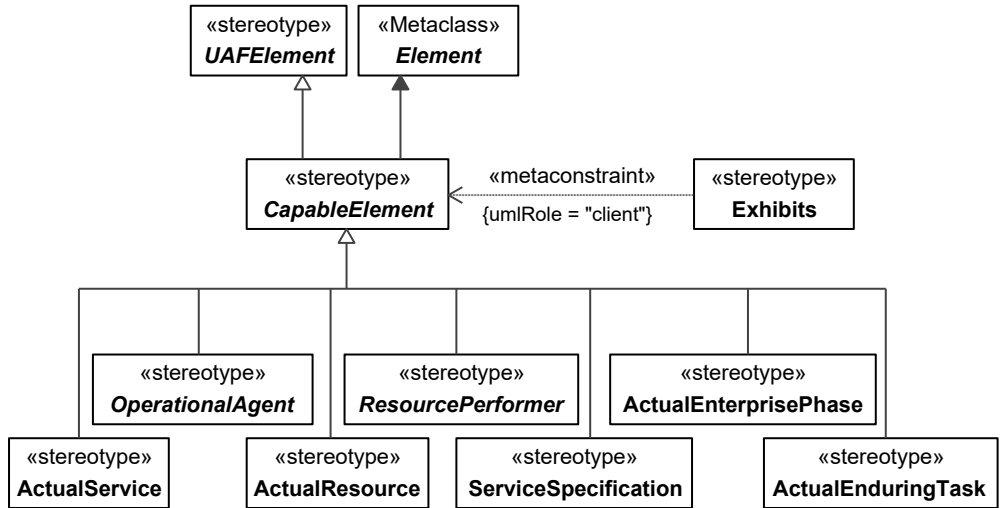 «stereotype»
UAFElement
«Metaclass»
Element
«stereotype»
CapableElement
«metaconstraint»
{umlRole = "client"}
«stereotype»
Exhibits
«stereotype»
OperationalAgent
«stereotype»
ResourcePerformer
«stereotype»
ActualEnterprisePhase
«stereotype»
ActualService
«stereotype»
ActualResource
«stereotype»
ServiceSpecification
«stereotype»
ActualEnduringTask